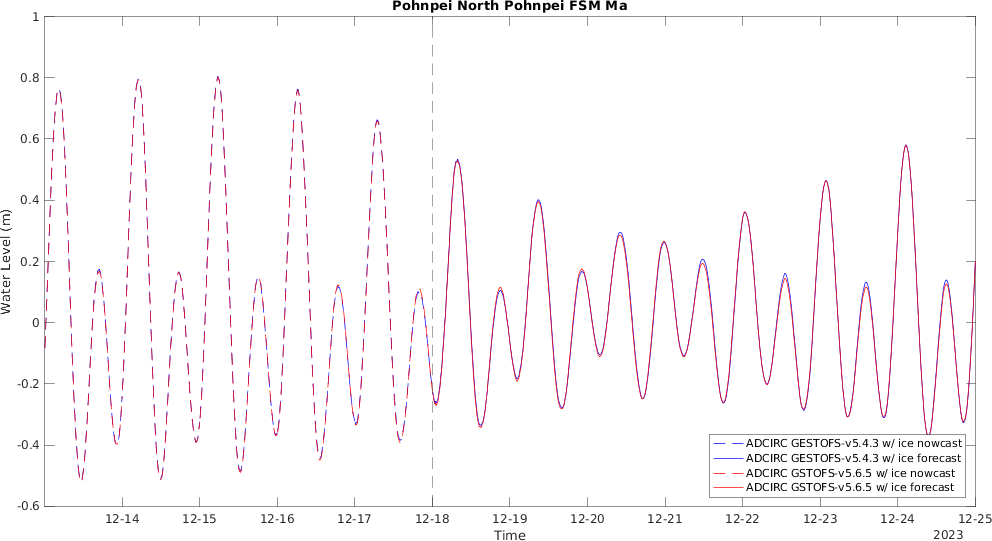 Pohnpei North Pohnpei FSM Ma
Water Level (m)
1
0.8
0.6
0.4
0.2
0
-0.2
-0.4
-0.6
ADCIRC GESTOFS-v5.4.3 w/ ice nowcast
ADCIRC GESTOFS-v5.4.3 w/ ice forecast
ADCIRC GSTOFS-v5.6.5 w/ ice nowcast
ADCIRC GSTOFS-v5.6.5 w/ ice forecast
12-14 12-15 12-16 12-17 12-18 12-19 12-20 12-21 12-22 12-23 12-24 12-25
Time
2023